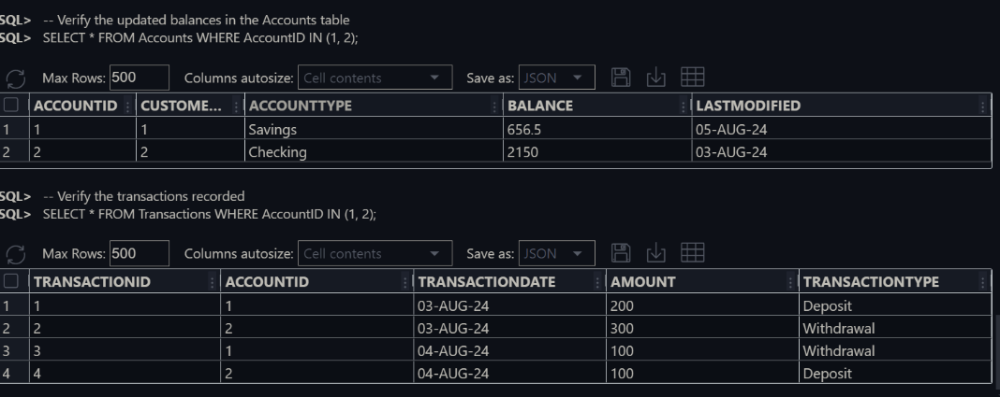 SQL> -- Verify the updated balances in the Accounts table
SQL> SELECT * FROM Accounts WHERE AccountID IN (1, 2);
Max Rows: 500 Columns autosize: Cell contents Save as: JSON
ACCOUNTID CUSTOME... ACCOUNTTYPE BALANCE LASTMODIFIED
1 1 1 Savings 656.5 05-AUG-24
2 2 2 Checking 2150 03-AUG-24
SQL> -- Verify the transactions recorded
SQL> SELECT * FROM Transactions WHERE AccountID IN (1, 2);
Max Rows: 500 Columns autosize: Cell contents Save as: JSON
TRANSACTIONID ACCOUNTID TRANSACTIONDATE AMOUNT TRANSACTIONTYPE
1 1 1 03-AUG-24 200 Deposit
2 2 2 03-AUG-24 300 Withdrawal
3 3 1 04-AUG-24 100 Withdrawal
4 4 2 04-AUG-24 100 Deposit